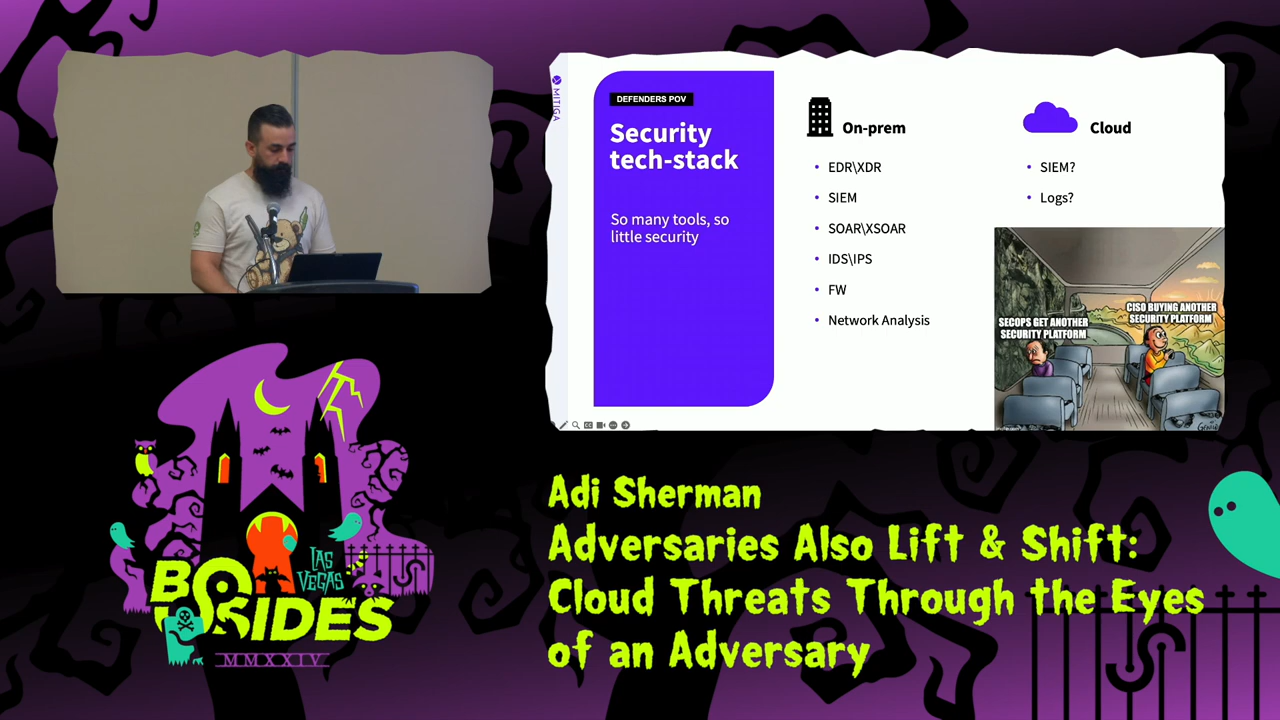 MITIGA
DEFENDERS POV
Security
tech-stack
So many tools, so
little security
On-prem
• EDR\XDR
• SIEM
• SOAR\XSOAR
• IDS\IPS
• FW
• Network Analysis
Cloud
• SIEM?
• Logs?
SECOPS GET ANOTHER
SECURITY PLATFORM
CISO BUYING ANOTHER
SECURITY PLATFORM
LAS
VEGAS
BSIDES
MMXXIV
Adi Sherman
Adversaries Also Lift & Shift:
Cloud Threats Through the Eyes
of an Adversary